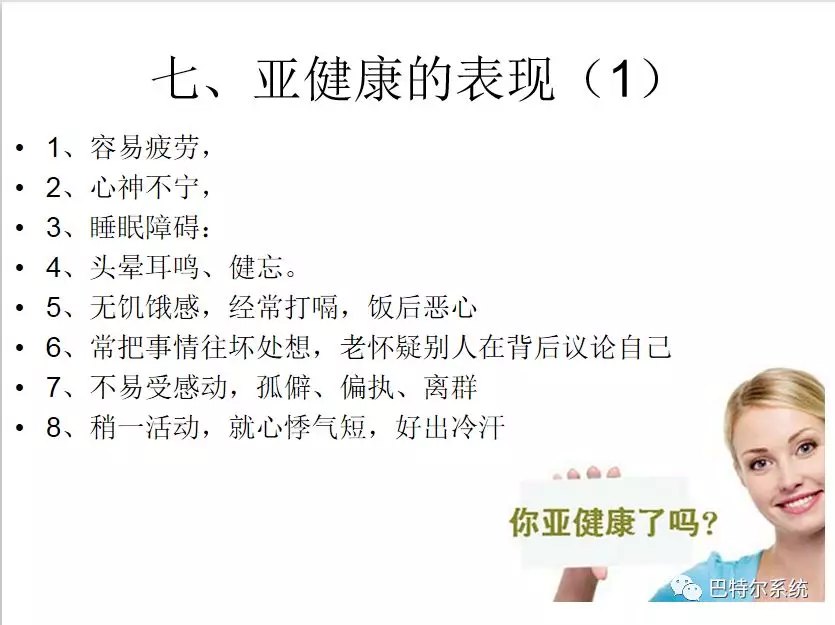 七、亚健康的表现（1）
• 1、容易疲劳，
• 2、心神不宁，
• 3、睡眠障碍：
• 4、头晕耳鸣、健忘。
• 5、无饥饿感，经常打嗝，饭后恶心
• 6、常把事情往坏处想，老怀疑别人在背后议论自己
• 7、不易受感动，孤僻、偏执、离群
• 8、稍一活动，就心悸气短，好出冷汗
你亚健康了吗?
巴特尔系统